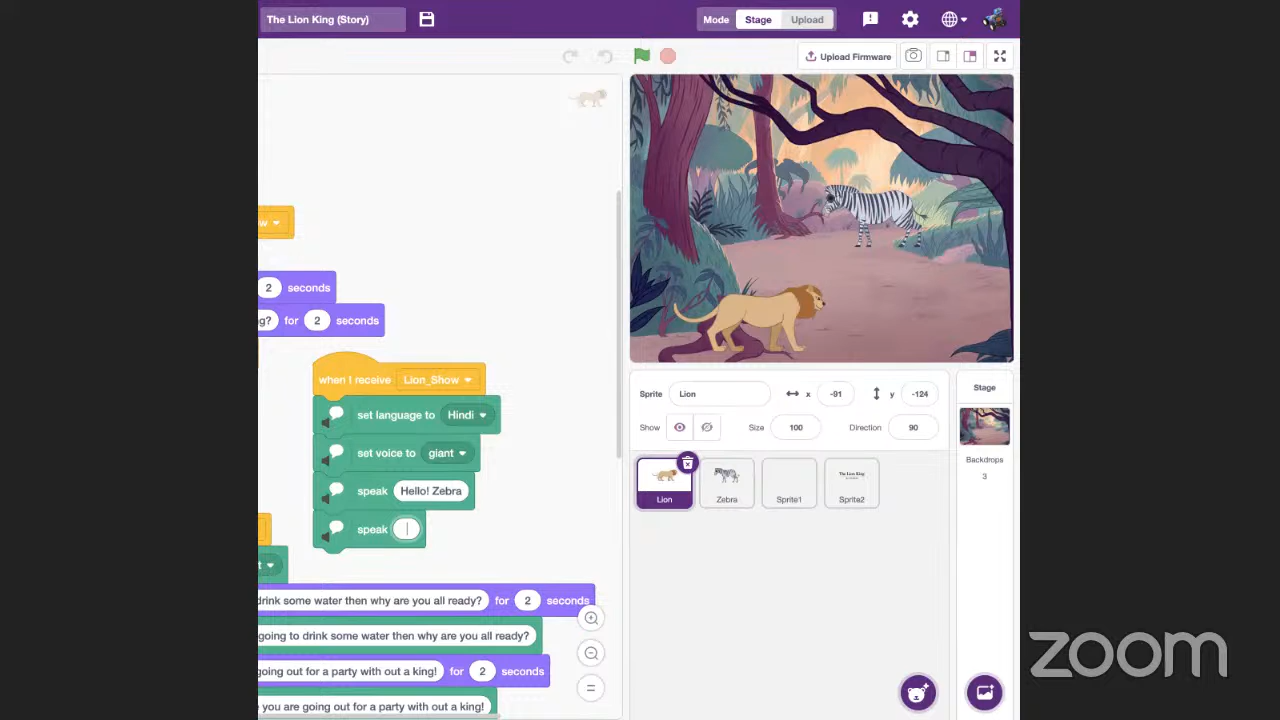 The Lion King (Story)
Mode Stage Upload
Upload Firmware
2 seconds
g? for 2 seconds
when I receive Lion_Show
set language to Hindi
set voice to giant
speak Hello! Zebra
speak
drink some water then why are you all ready? for 2 seconds
going to drink some water then why are you all ready?
going out for a party with out a king! for 2 seconds
you are going out for a party with out a king!
Sprite Lion x -91 y -124
Show Size 100 Direction 90
Lion Zebra Sprite1 Sprite2
The Lion King
Stage
Backdrops
3
zoom